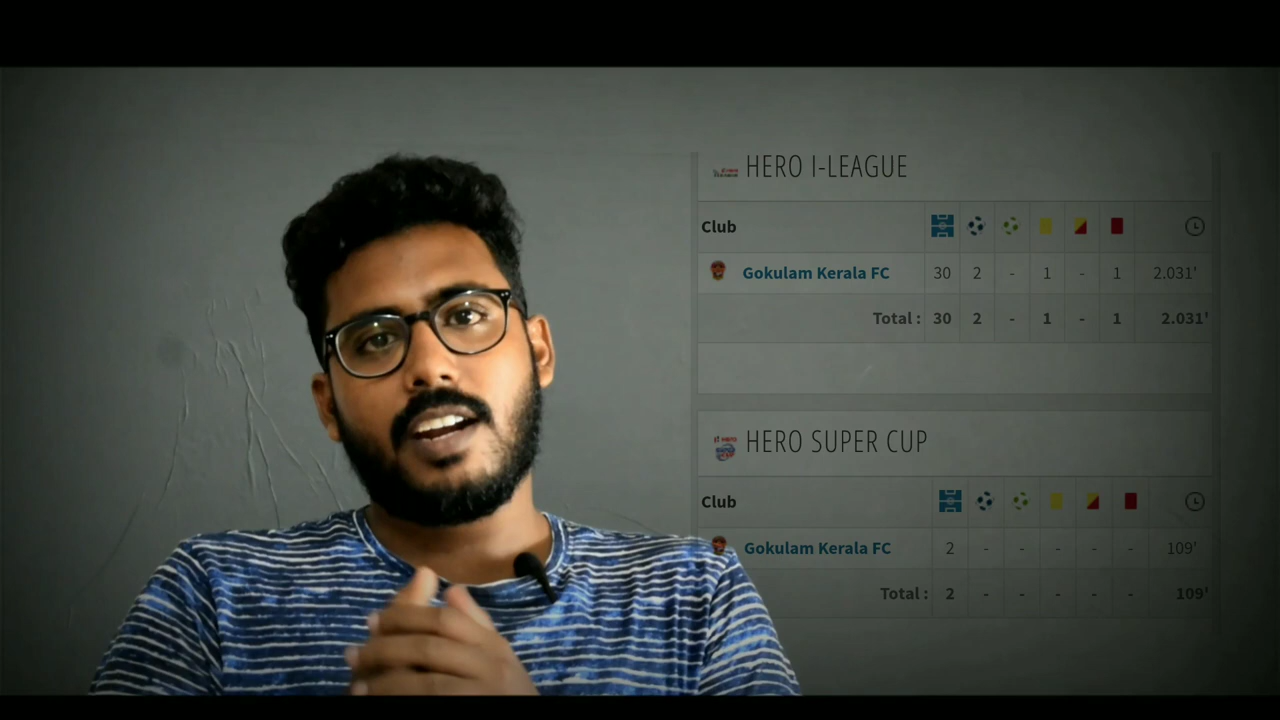 HERO I-LEAGUE
Club
Gokulam Kerala FC 30 2 - 1 - 1 2.031'
Total : 30 2 - 1 - 1 2.031'
HERO SUPER CUP
Club
Gokulam Kerala FC 2 - - - - - 109'
Total : 2 - - - - - 109'